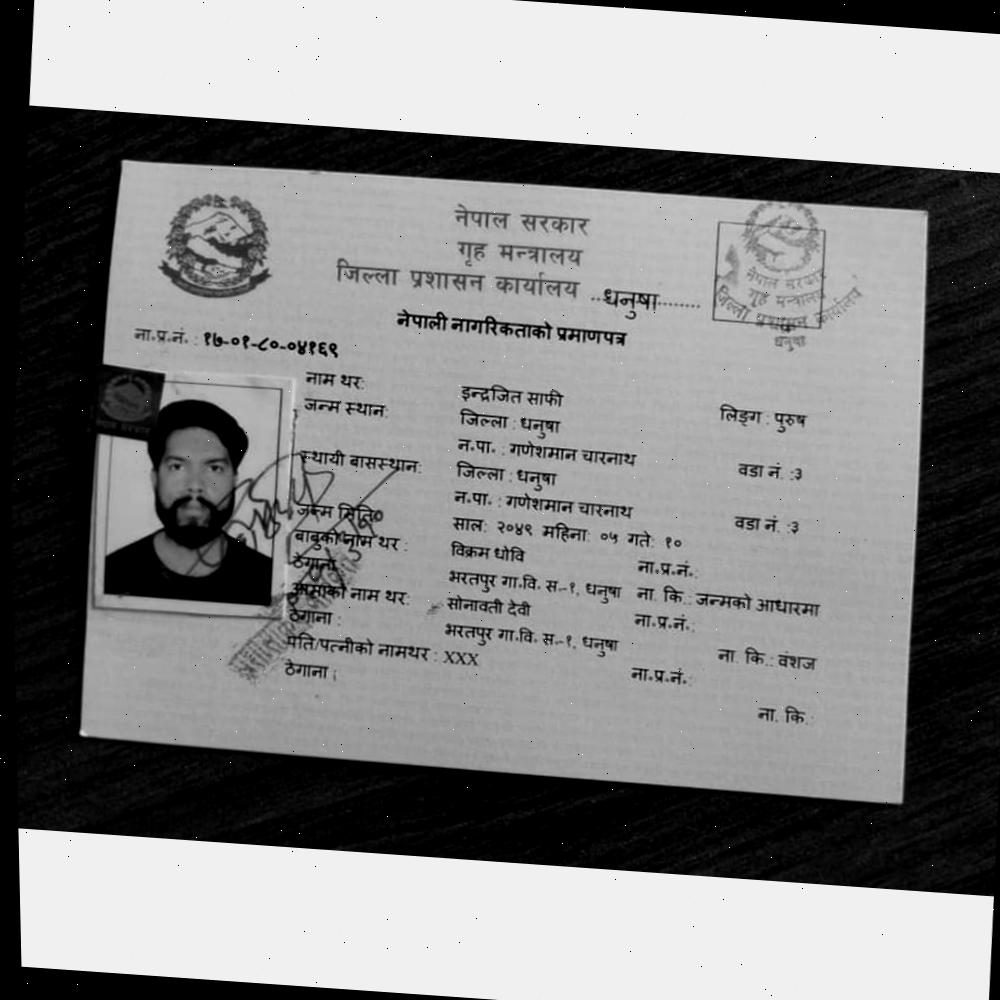 नेपाल सरकार
गृह मन्त्रालय
जिल्ला प्रशासन कार्यालय ..धनुषा........
नेपाल सरकार
गृह मन्त्रालय
जिल्ला प्रशासन कार्यालय
धनुषा
नेपाली नागरिकताको प्रमाणपत्र
ना.प्र.नं. : १७-०१-८०-०४१६९
नाम थर: इन्द्रजित साफी लिङ्ग : पुरुष
जन्म स्थान: जिल्ला : धनुषा
न.पा. : गणेशमान चारनाथ वडा नं. :३
स्थायी बासस्थान: जिल्ला : धनुषा
न.पा. : गणेशमान चारनाथ वडा नं. :३
जन्म मिति: साल: २०४९ महिना: ०५ गते: १०
बाबुको नाम थर : विक्रम धोवि ना.प्र.नं.:
ठेगाना: भरतपुर गा.वि. स.-१, धनुषा ना. कि.: जन्मको आधारमा
आमाको नाम थर: सोनावती देवी ना.प्र.नं.:
ठेगाना : भरतपुर गा.वि. स.-१, धनुषा ना. कि.: वंशज
पति/पत्नीको नामथर : XXX ना.प्र.नं.:
ठेगाना : ना. कि.: